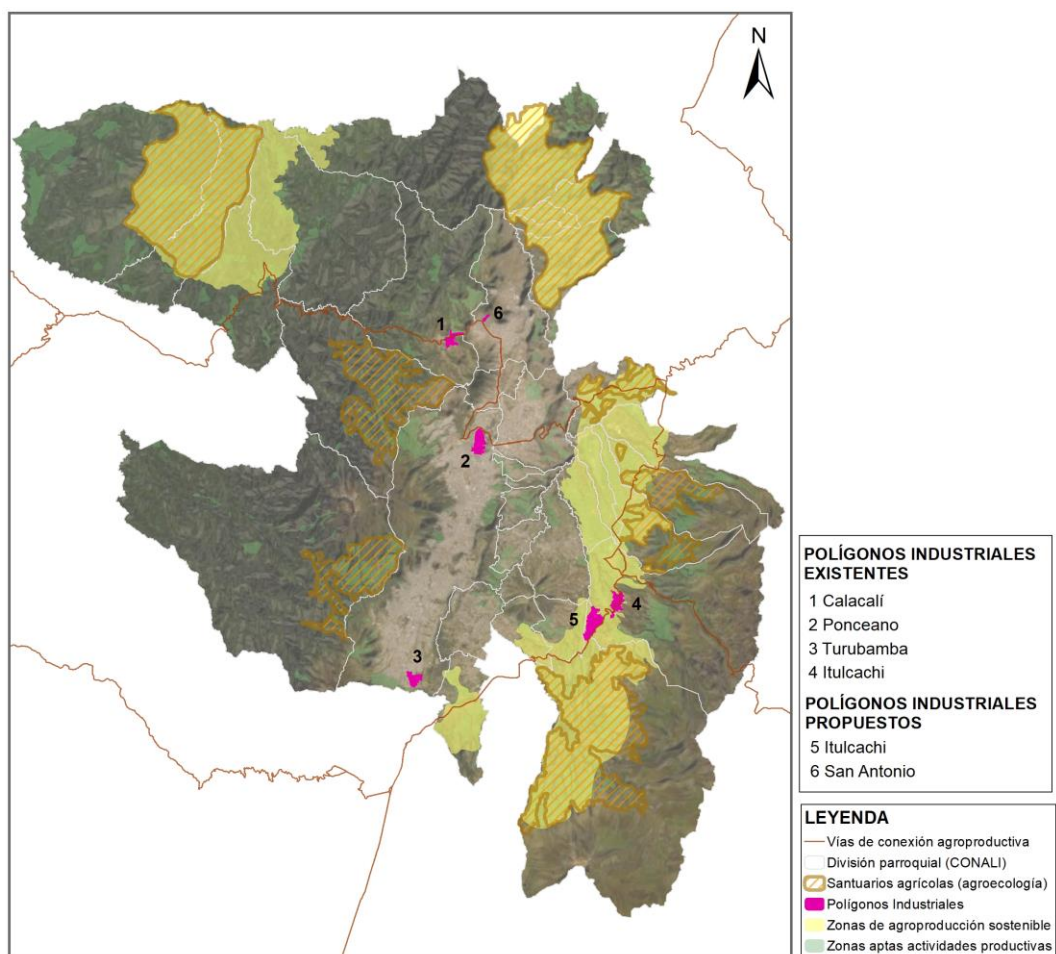 N
1
6
2
4
5
3
POLÍGONOS INDUSTRIALES
EXISTENTES
1 Calacalí
2 Ponceano
3 Turubamba
4 Itulcachi
POLÍGONOS INDUSTRIALES
PROPUESTOS
5 Itulcachi
6 San Antonio
LEYENDA
Vías de conexión agroproductiva
División parroquial (CONALI)
Santuarios agrícolas (agroecología)
Polígonos Industriales
Zonas de agroproducción sostenible
Zonas aptas actividades productivas